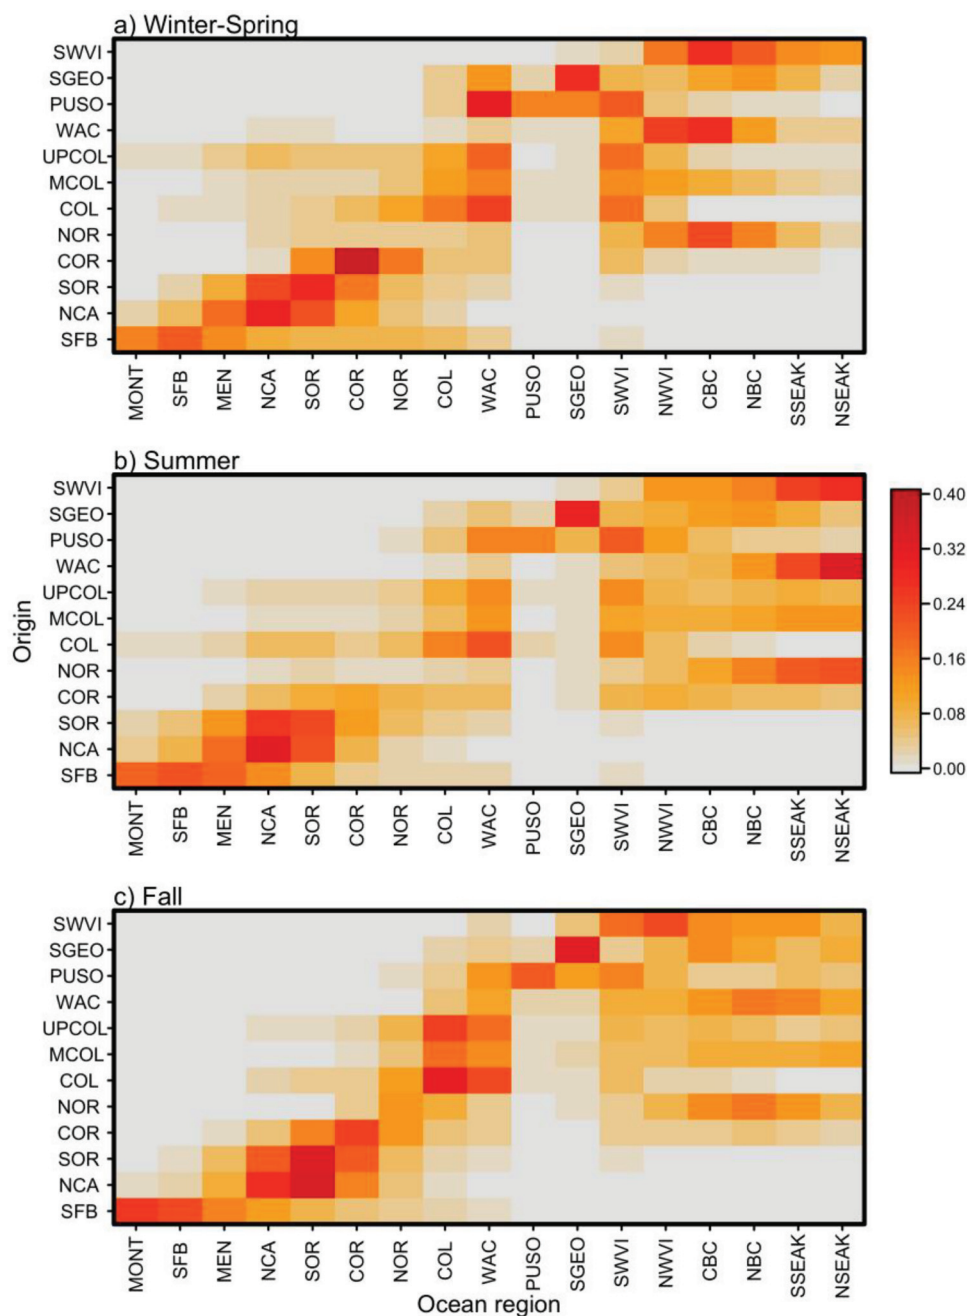 a) Winter-Spring
SWVI
SGEO
PUSO
WAC
UPCOL
MCOL
COL
NOR
COR
SOR
NCA
SFB
MONT SFB MEN NCA SOR COR NOR COL WAC PUSO SGEO SWVI NWVI CBC NBC SSEAK NSEAK
b) Summer
SWVI
SGEO
PUSO
WAC
UPCOL
MCOL
COL
NOR
COR
SOR
NCA
SFB
Origin
MONT SFB MEN NCA SOR COR NOR COL WAC PUSO SGEO SWVI NWVI CBC NBC SSEAK NSEAK
0.40
0.32
0.24
0.16
0.08
0.00
c) Fall
SWVI
SGEO
PUSO
WAC
UPCOL
MCOL
COL
NOR
COR
SOR
NCA
SFB
MONT SFB MEN NCA SOR COR NOR COL WAC PUSO SGEO SWVI NWVI CBC NBC SSEAK NSEAK
Ocean region